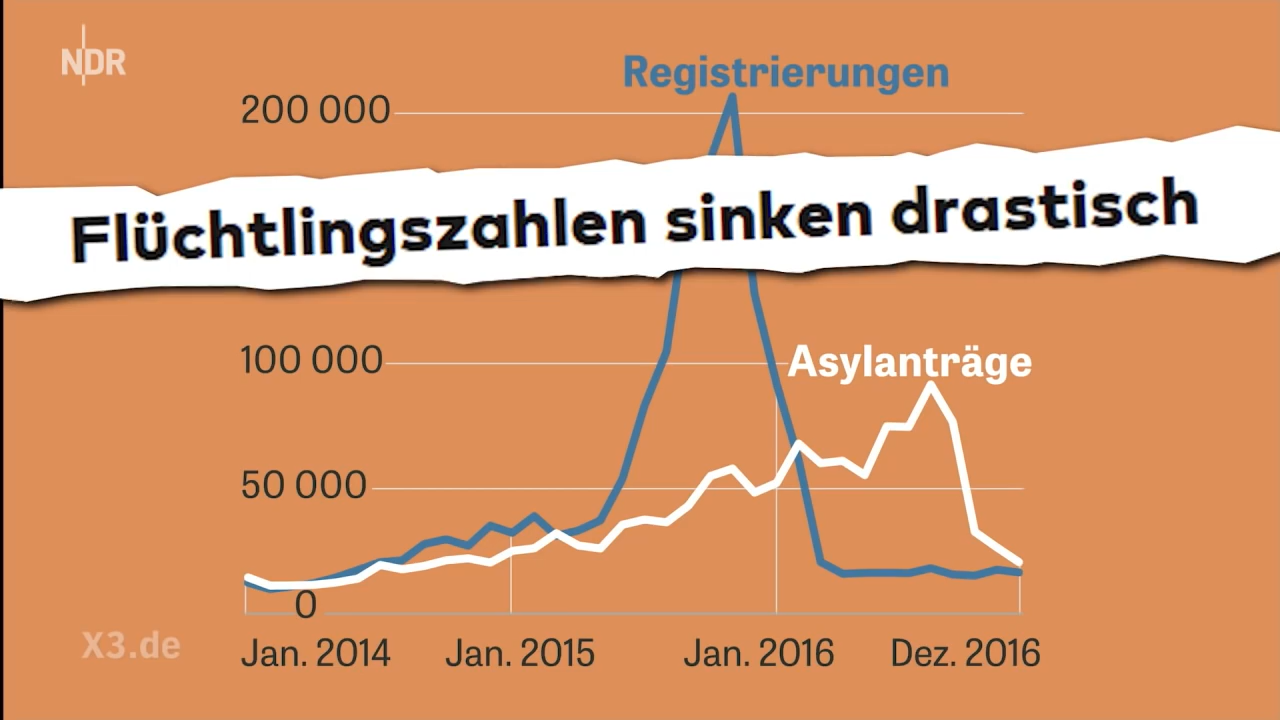 NDR
Registrierungen
200 000
Flüchtlingszahlen sinken drastisch
100 000
Asylanträge
50 000
0
X3.de
Jan. 2014
Jan. 2015
Jan. 2016
Dez. 2016